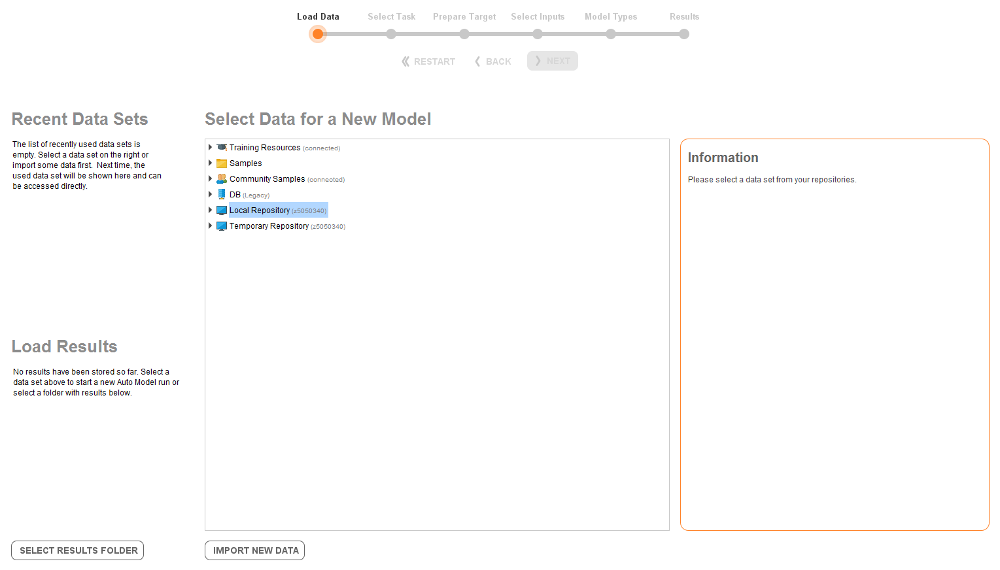 Load Data
Select Task
Prepare Target
Select Inputs
Model Types
Results
RESTART
BACK
NEXT
Recent Data Sets
The list of recently used data sets is
empty. Select a data set on the right or
import some data first.  Next time, the
used data set will be shown here and can
be accessed directly.
Load Results
No results have been stored so far. Select a
data set above to start a new Auto Model run or
select a folder with results below.
SELECT RESULTS FOLDER
Select Data for a New Model
Training Resources (connected)
Samples
Community Samples (connected)
DB (Legacy)
Local Repository (z5050340)
Temporary Repository (z5050340)
IMPORT NEW DATA
Information
Please select a data set from your repositories.